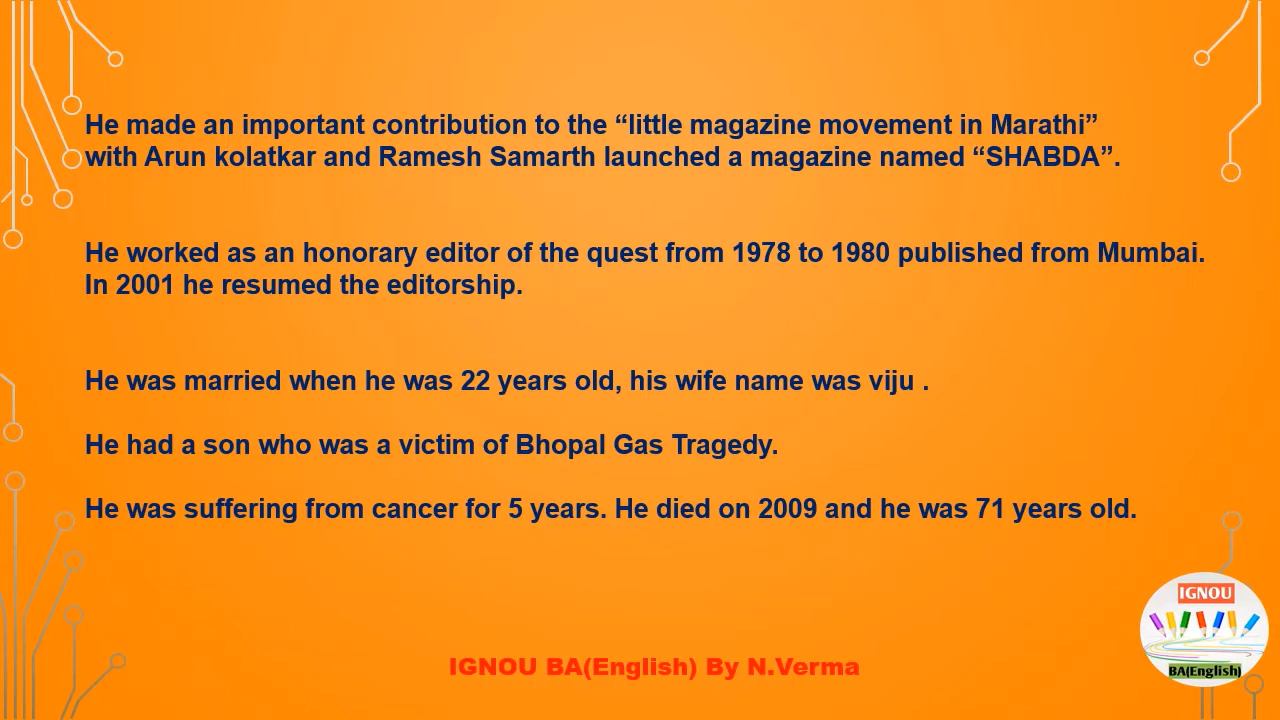 He made an important contribution to the “little magazine movement in Marathi”
with Arun kolatkar and Ramesh Samarth launched a magazine named “SHABDA”.
He worked as an honorary editor of the quest from 1978 to 1980 published from Mumbai.
In 2001 he resumed the editorship.
He was married when he was 22 years old, his wife name was viju .
He had a son who was a victim of Bhopal Gas Tragedy.
He was suffering from cancer for 5 years. He died on 2009 and he was 71 years old.
IGNOU
BA(English)
IGNOU BA(English) By N.Verma